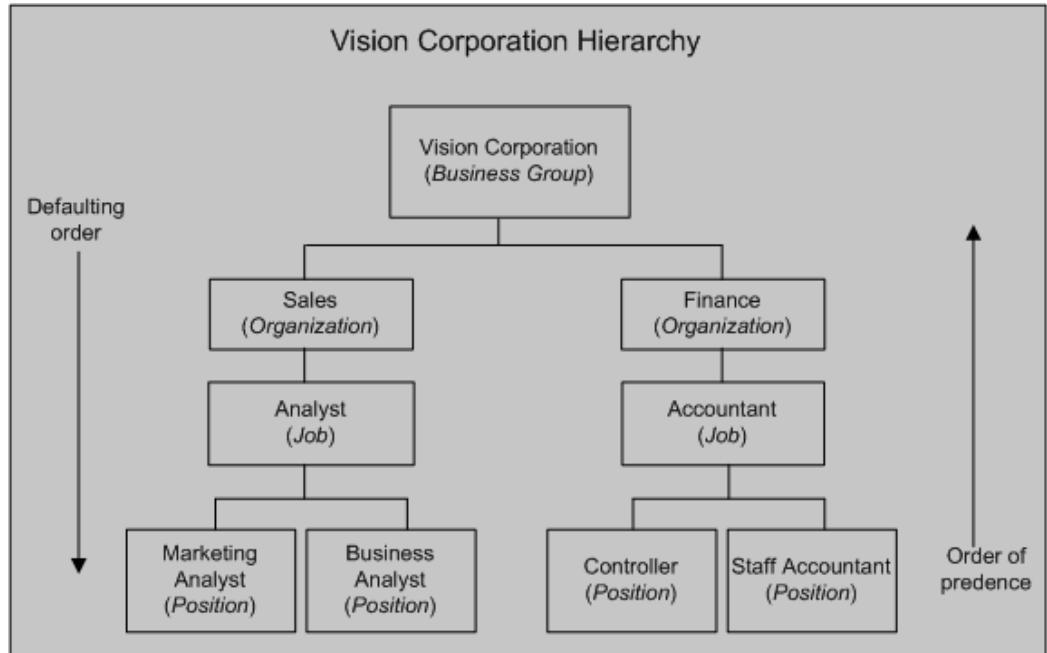 Vision Corporation Hierarchy
Vision Corporation
(Business Group)
Defaulting
order
Sales
(Organization)
Finance
(Organization)
Analyst
(Job)
Accountant
(Job)
Marketing
Analyst
(Position)
Business
Analyst
(Position)
Controller
(Position)
Staff Accountant
(Position)
Order of
predence